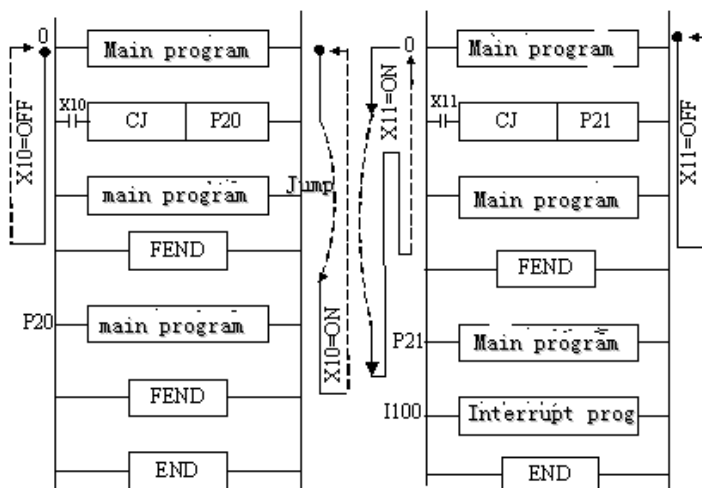 0
Main program
X10=OFF
X10
CJ P20
main program
Jump
FEND
P20
main program
X10=ON
FEND
END
0
Main program
X11=ON
X11
CJ P21
X11=OFF
Main program
FEND
P21
Main program
I100
Interrupt prog
END